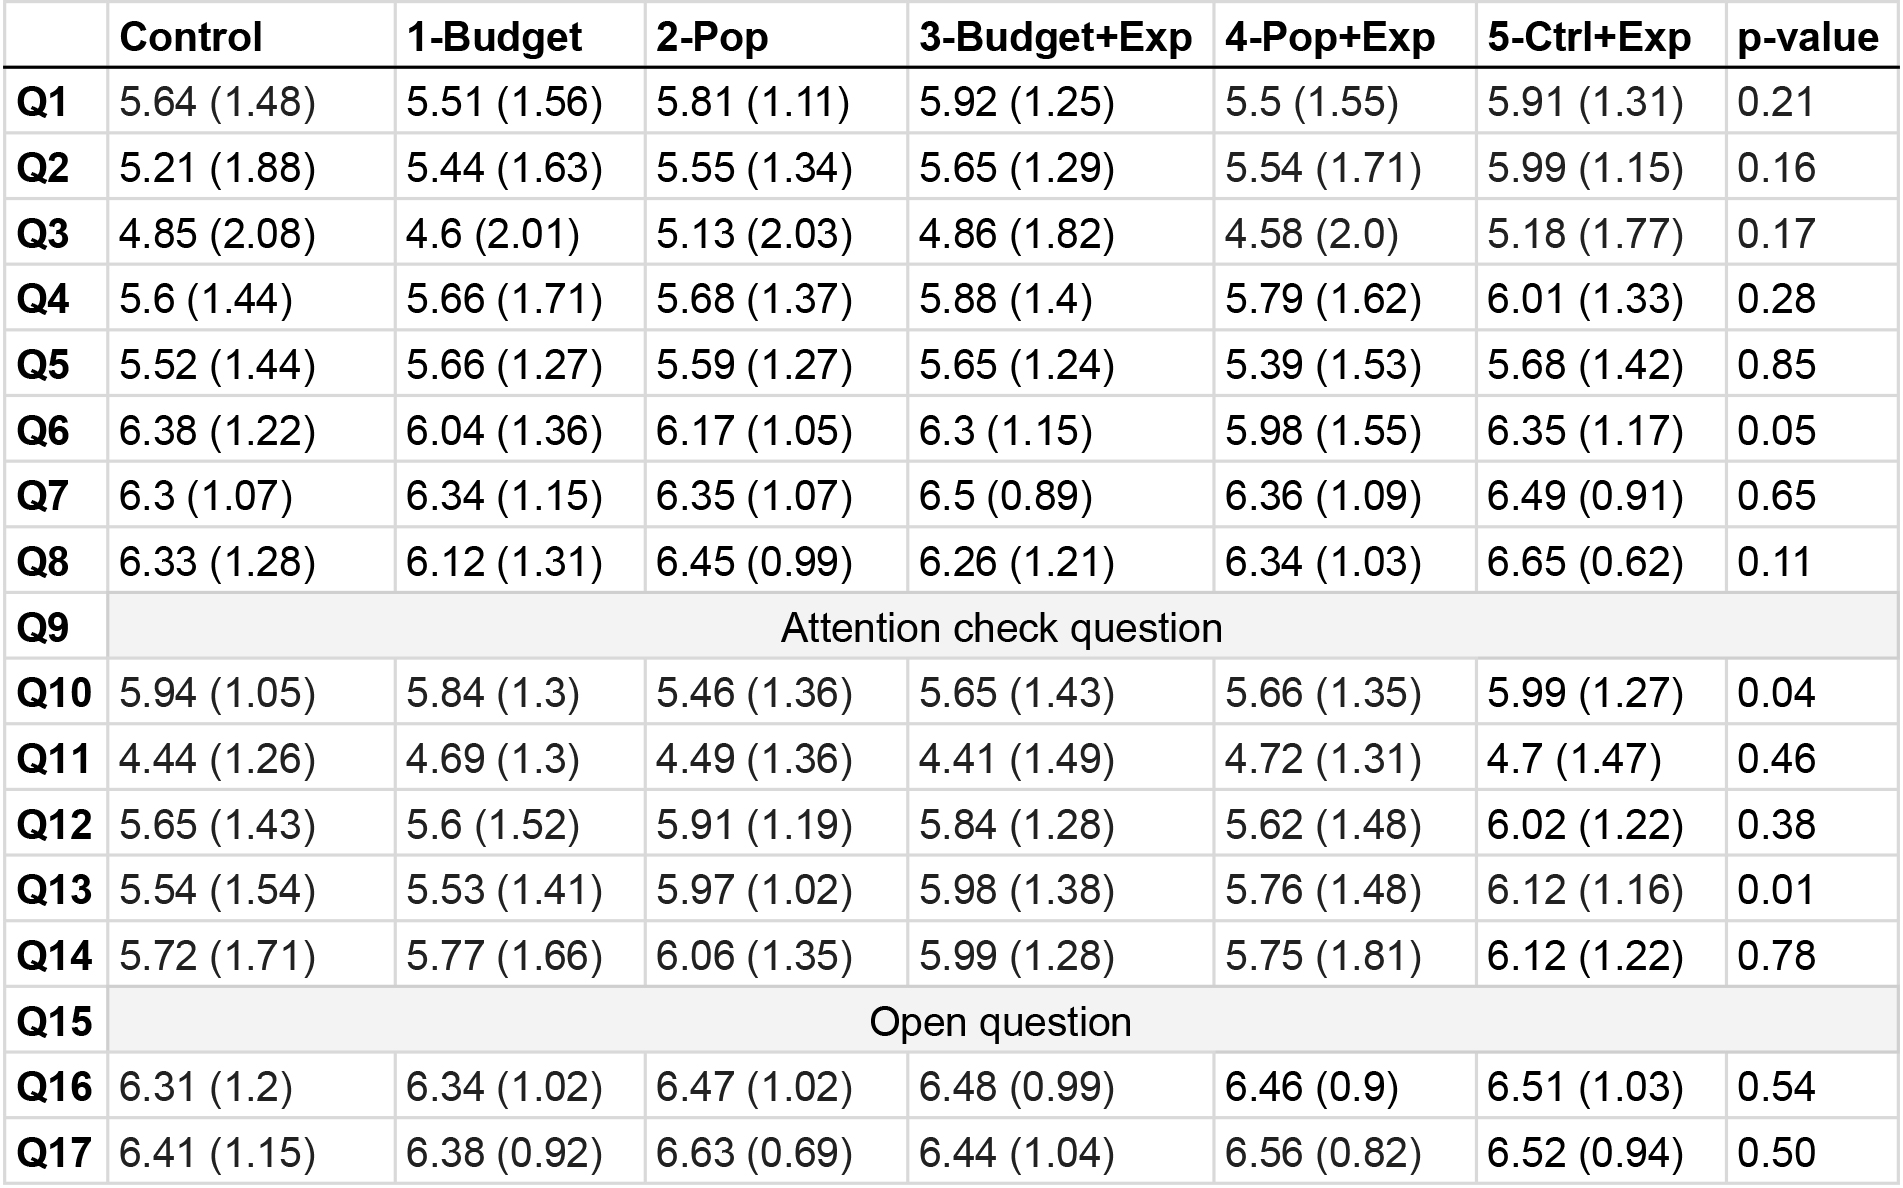 Control 1-Budget 2-Pop 3-Budget+Exp 4-Pop+Exp 5-Ctrl+Exp p-value
Q1 5.64 (1.48) 5.51 (1.56) 5.81 (1.11) 5.92 (1.25) 5.5 (1.55) 5.91 (1.31) 0.21
Q2 5.21 (1.88) 5.44 (1.63) 5.55 (1.34) 5.65 (1.29) 5.54 (1.71) 5.99 (1.15) 0.16
Q3 4.85 (2.08) 4.6 (2.01) 5.13 (2.03) 4.86 (1.82) 4.58 (2.0) 5.18 (1.77) 0.17
Q4 5.6 (1.44) 5.66 (1.71) 5.68 (1.37) 5.88 (1.4) 5.79 (1.62) 6.01 (1.33) 0.28
Q5 5.52 (1.44) 5.66 (1.27) 5.59 (1.27) 5.65 (1.24) 5.39 (1.53) 5.68 (1.42) 0.85
Q6 6.38 (1.22) 6.04 (1.36) 6.17 (1.05) 6.3 (1.15) 5.98 (1.55) 6.35 (1.17) 0.05
Q7 6.3 (1.07) 6.34 (1.15) 6.35 (1.07) 6.5 (0.89) 6.36 (1.09) 6.49 (0.91) 0.65
Q8 6.33 (1.28) 6.12 (1.31) 6.45 (0.99) 6.26 (1.21) 6.34 (1.03) 6.65 (0.62) 0.11
Q9 Attention check question
Q10 5.94 (1.05) 5.84 (1.3) 5.46 (1.36) 5.65 (1.43) 5.66 (1.35) 5.99 (1.27) 0.04
Q11 4.44 (1.26) 4.69 (1.3) 4.49 (1.36) 4.41 (1.49) 4.72 (1.31) 4.7 (1.47) 0.46
Q12 5.65 (1.43) 5.6 (1.52) 5.91 (1.19) 5.84 (1.28) 5.62 (1.48) 6.02 (1.22) 0.38
Q13 5.54 (1.54) 5.53 (1.41) 5.97 (1.02) 5.98 (1.38) 5.76 (1.48) 6.12 (1.16) 0.01
Q14 5.72 (1.71) 5.77 (1.66) 6.06 (1.35) 5.99 (1.28) 5.75 (1.81) 6.12 (1.22) 0.78
Q15 Open question
Q16 6.31 (1.2) 6.34 (1.02) 6.47 (1.02) 6.48 (0.99) 6.46 (0.9) 6.51 (1.03) 0.54
Q17 6.41 (1.15) 6.38 (0.92) 6.63 (0.69) 6.44 (1.04) 6.56 (0.82) 6.52 (0.94) 0.50